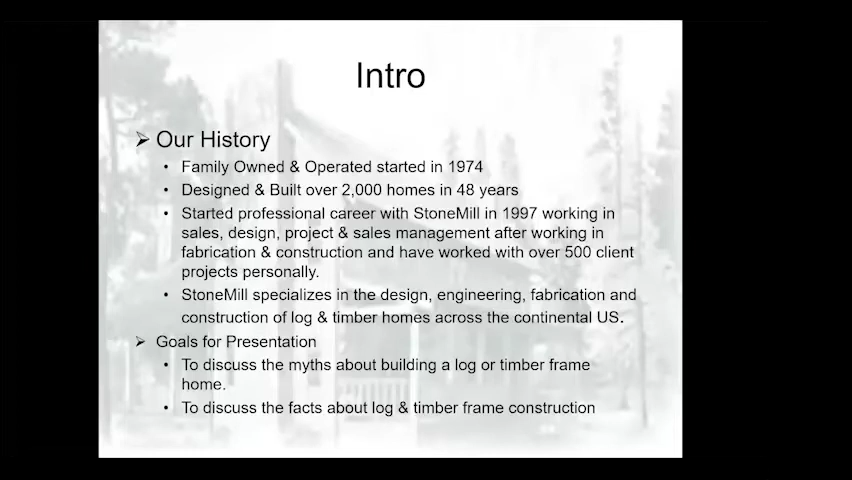 Intro
➢ Our History
• Family Owned & Operated started in 1974
• Designed & Built over 2,000 homes in 48 years
• Started professional career with StoneMill in 1997 working in
sales, design, project & sales management after working in
fabrication & construction and have worked with over 500 client
projects personally.
• StoneMill specializes in the design, engineering, fabrication and
construction of log & timber homes across the continental US.
➢ Goals for Presentation
• To discuss the myths about building a log or timber frame
home.
• To discuss the facts about log & timber frame construction